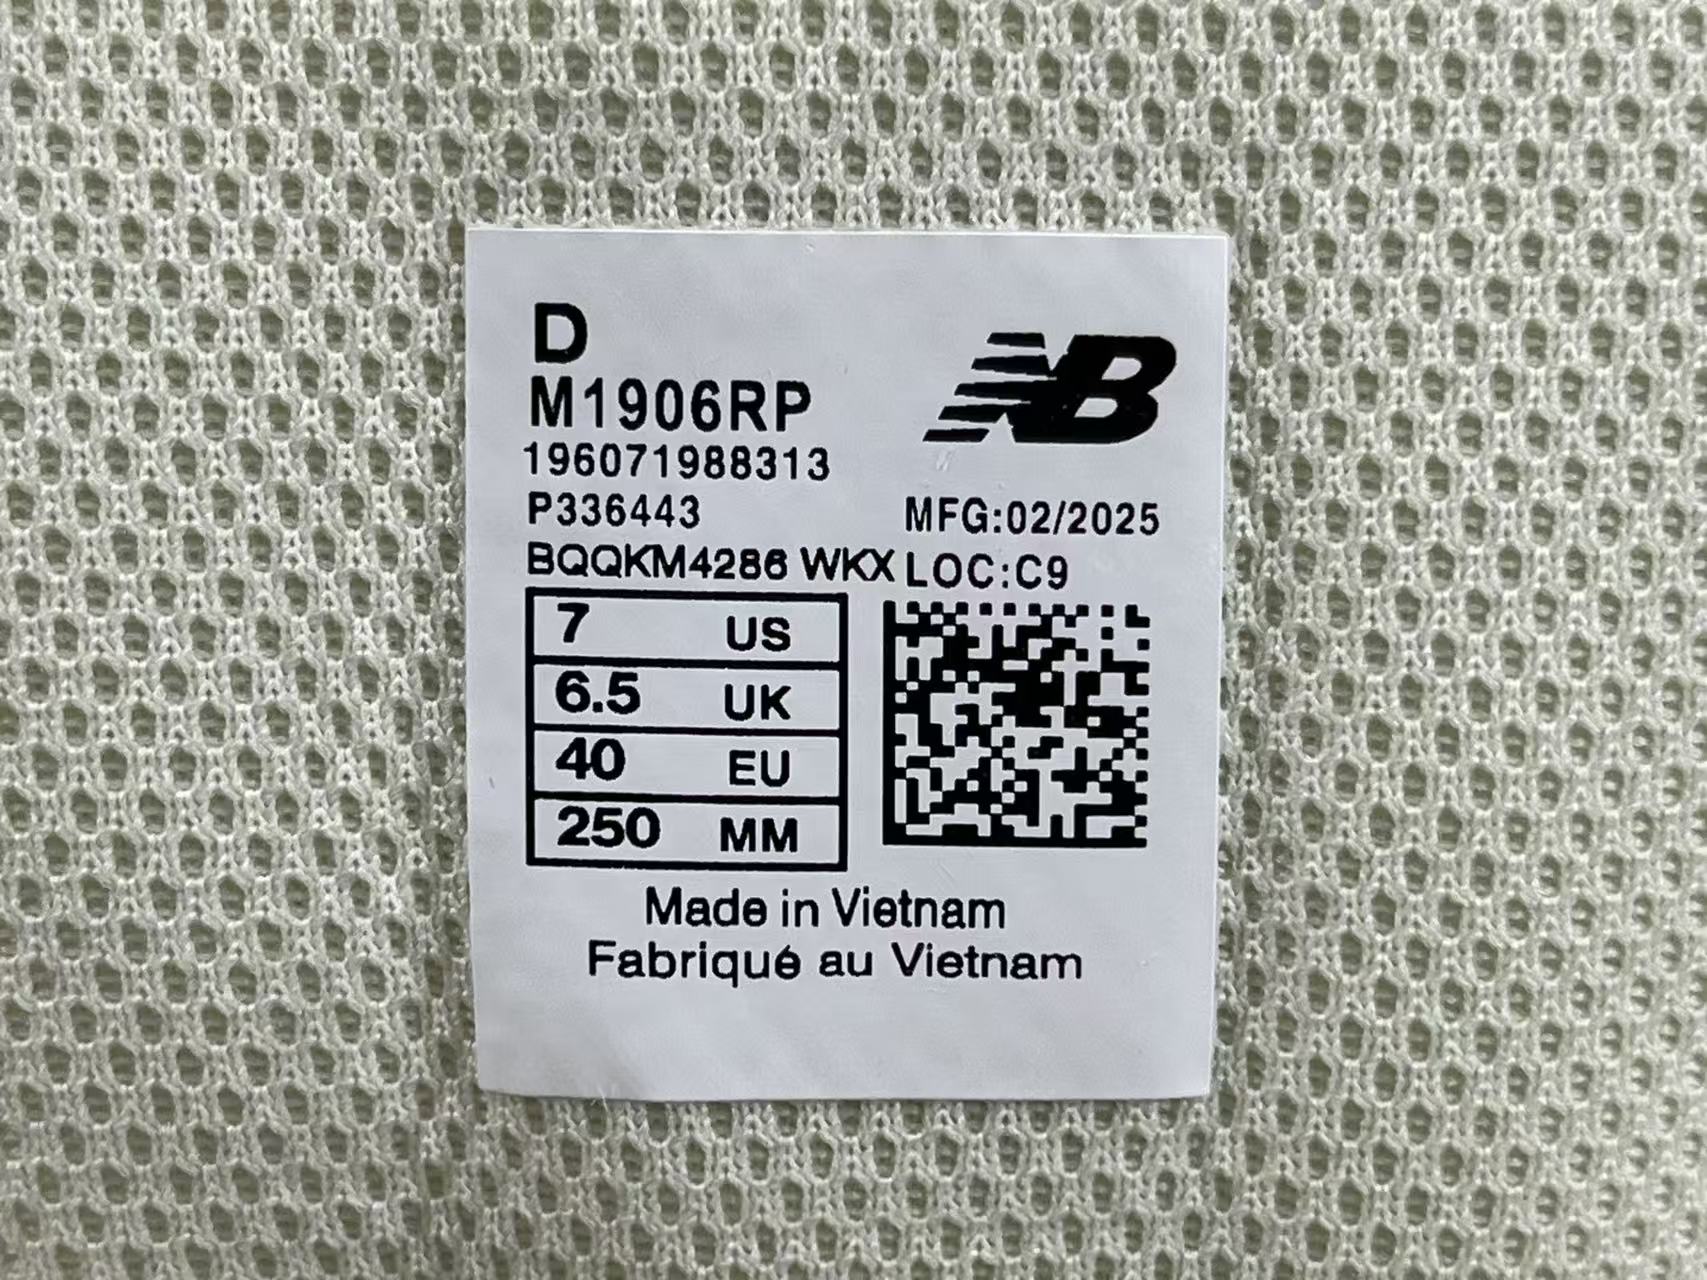 D
M1906RP
NB
196071988313
P336443
MFG:02/2025
BQQKM4286 WKX LOC:C9
7 US
6.5 UK
40 EU
250 MM
Made in Vietnam
Fabriqué au Vietnam